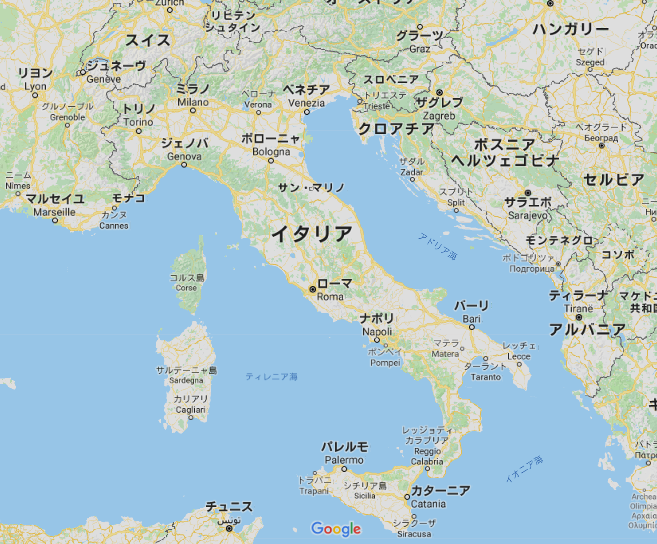 チューリッヒ
Zürich
リヒテン
シュタイン
スイス
グラーツ
Graz
ハンガリー
セゲド
Szeged
リヨン
Lyon
ジュネーヴ
Genève
グルノーブル
Grenoble
ミラノ
Milano
ベローナ
Verona
ベネチア
Venezia
スロベニア
トリエステ
Trieste
ザグレブ
Zagreb
クロアチア
トリノ
Torino
ジェノバ
Genova
ボローニャ
Bologna
ボスニア
ヘルツェゴビナ
ベオグラード
Београд
セルビア
ニーム
Nîmes
マルセイユ
Marseille
モナコ
カンヌ
Cannes
サン・マリノ
ザダル
Zadar
スプリト
Split
サラエボ
Sarajevo
イタリア
アドリア海
モンテネグロ
ポドゴリツァ
Подгорица
コソボ
コルス島
Corse
ローマ
Roma
ティラーナ
Tiranë
マケドニ
共和国
アルバニア
ナポリ
Napoli
ポンペイ
Pompei
バーリ
Bari
マテラ
Matera
レッチェ
Lecce
ターラント
Taranto
サルデーニャ島
Sardegna
カリアリ
Cagliari
ティレニア海
パレルモ
Palermo
トラパニ
Trapani
シチリア島
Sicilia
レッジョディ
カラブリア
Reggio
Calabria
カターニア
Catania
シラクーザ
Siracusa
イオニア海
チュニス
تونس
Tunis
パトラ
Πάτρα
Archae
Olimpia
Αρχαία
Ολυμπ
Google